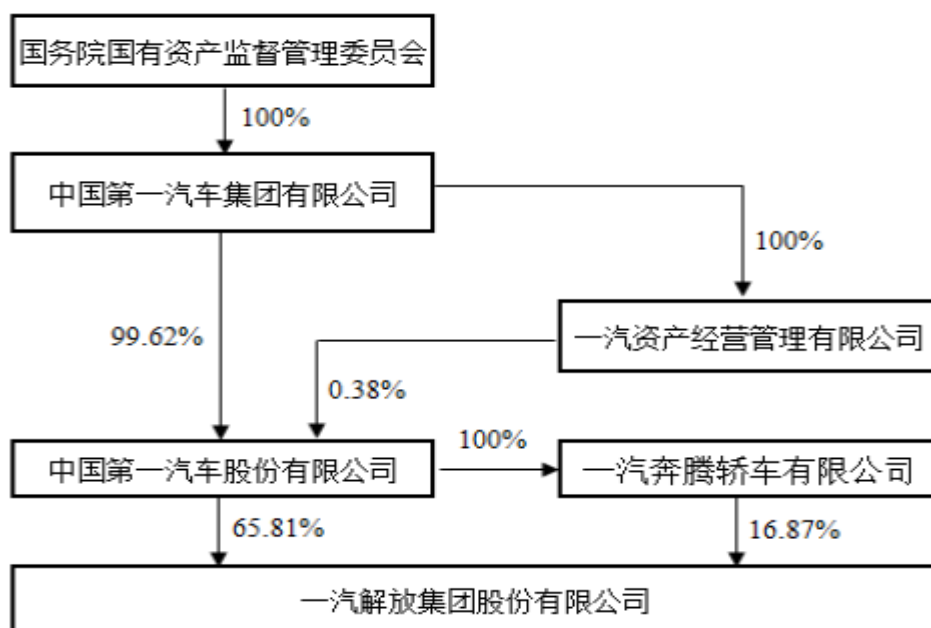 国务院国有资产监督管理委员会
100%
中国第一汽车集团有限公司
100%
99.62%
一汽资产经营管理有限公司
0.38%
中国第一汽车股份有限公司
100%
一汽奔腾轿车有限公司
65.81%
16.87%
一汽解放集团股份有限公司